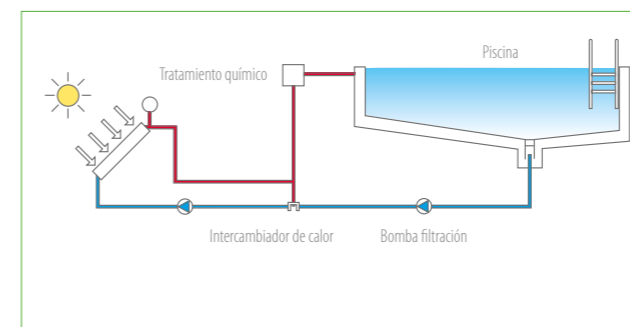 Piscina
Tratamiento químico
Intercambiador de calor
Bomba filtración